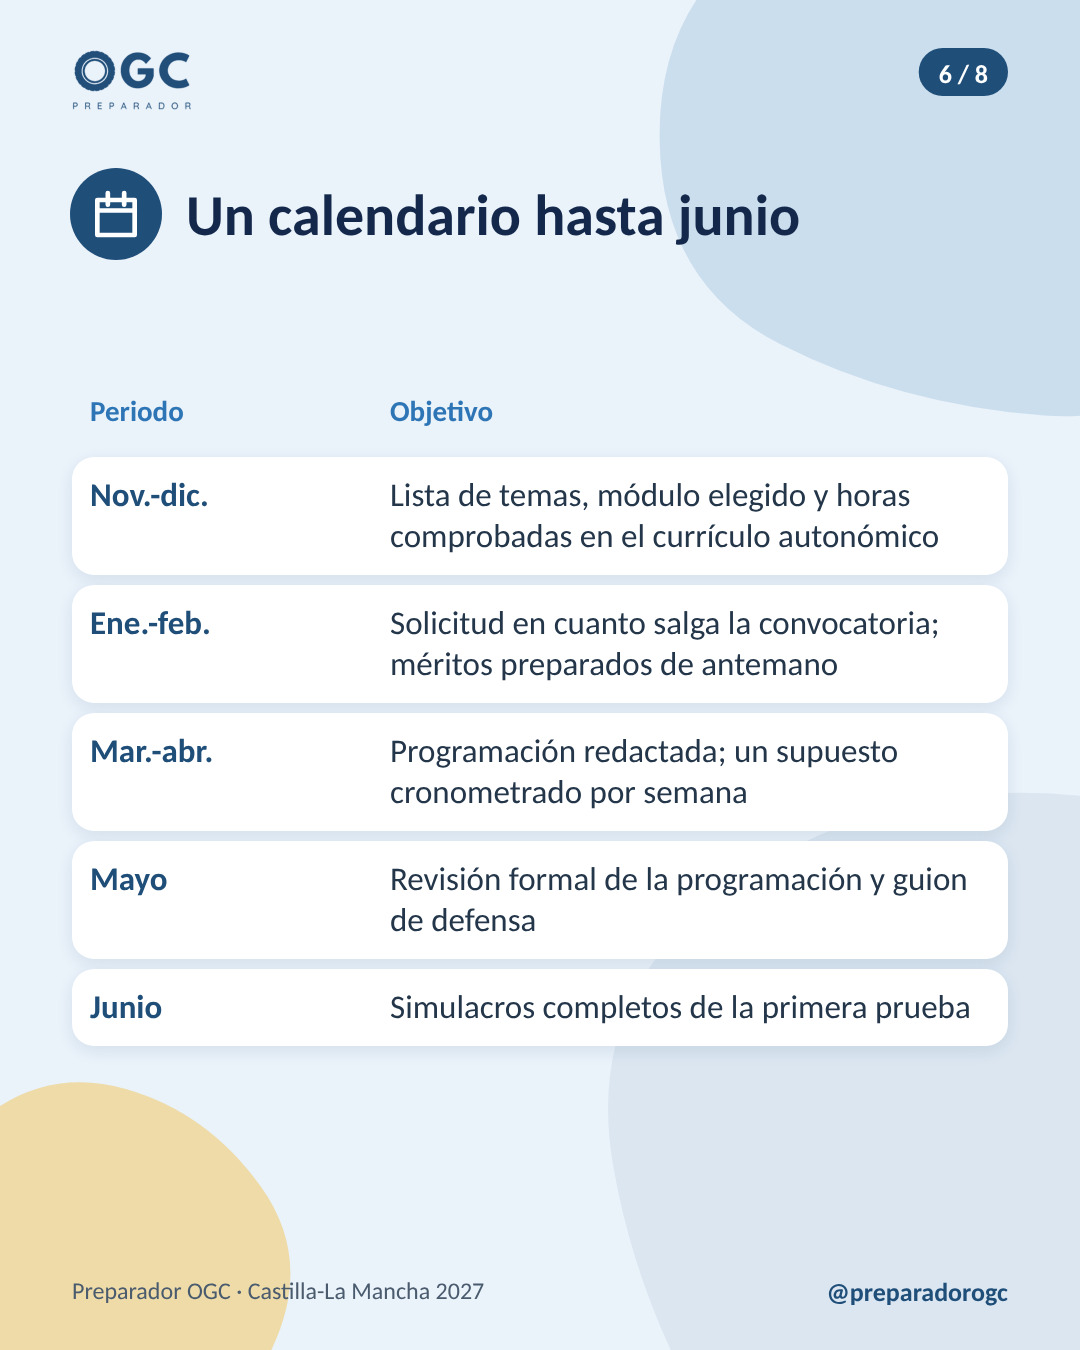 OGC
PREPARADOR
6 / 8
Un calendario hasta junio
Periodo
Objetivo
Nov.-dic.
Lista de temas, módulo elegido y horas
comprobadas en el currículo autonómico
Ene.-feb.
Solicitud en cuanto salga la convocatoria;
méritos preparados de antemano
Mar.-abr.
Programación redactada; un supuesto
cronometrado por semana
Mayo
Revisión formal de la programación y guion
de defensa
Junio
Simulacros completos de la primera prueba
Preparador OGC · Castilla-La Mancha 2027
@preparadorogc